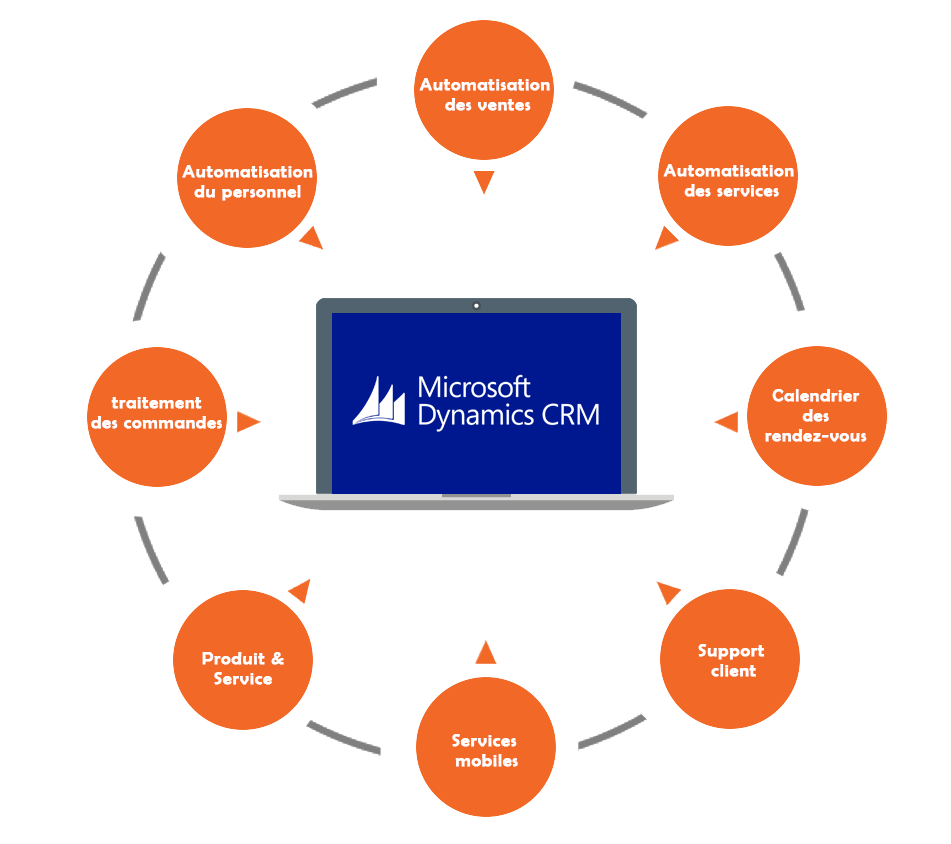 Automatisation
des ventes
Automatisation
des services
Calendrier
des
rendez-vous
Support
client
Services
mobiles
Produit &
Service
traitement
des commandes
Automatisation
du personnel
Microsoft
Dynamics CRM